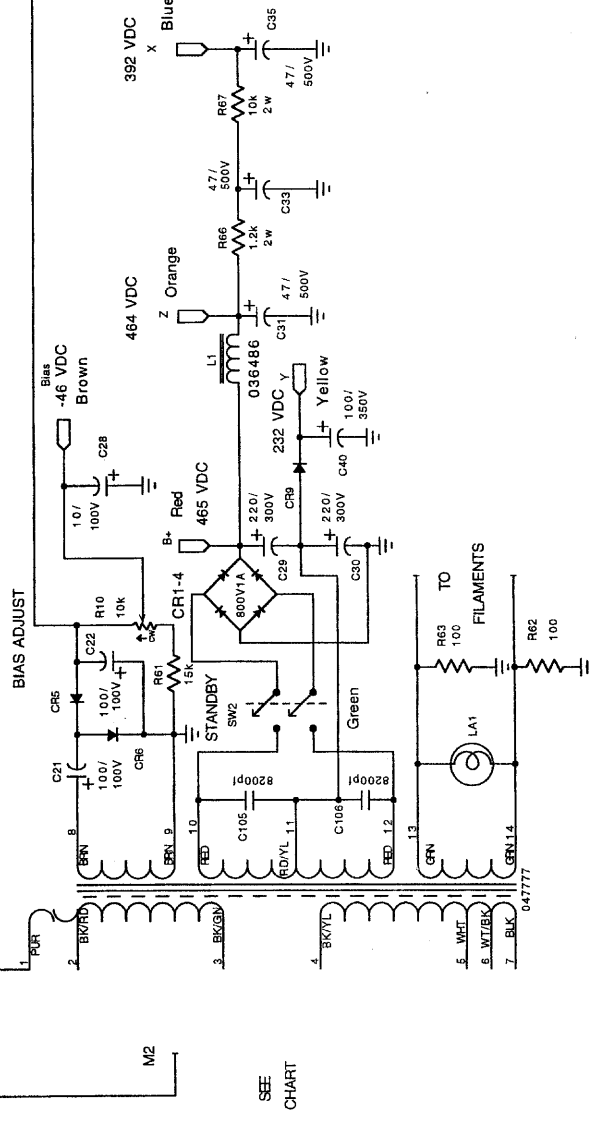 Blue
392 VDC
X
C35
47/
500V
R67
10k
2w
47/
500V
C33
R66
1.2k
2w
464 VDC
Z
Orange
47/
500V
C31
L1
036486
Bias
-46 VDC
Brown
C28
10/
100V
232 VDC
Y
Yellow
100/
350V
C40
CR9
B+
Red
465 VDC
220/
300V
C29
220/
300V
C30
CR1-4
800V1A
BIAS ADJUST
R10
10k
CW
C22
100/
100V
R61
15k
CR5
CR6
C21
100/
100V
STANDBY
SW2
Green
8200pf
C105
8200pf
C106
TO
FILAMENTS
R63
100
R62
100
LA1
8
BRN
BRN
9
10
RED
11
RD/YL
RED
12
13
GRN
GRN
14
047777
1
PUR
2
BK/RD
3
BK/GN
4
BK/YL
5
WHT
6
WT/BK
7
BLK
M2
SEE
CHART